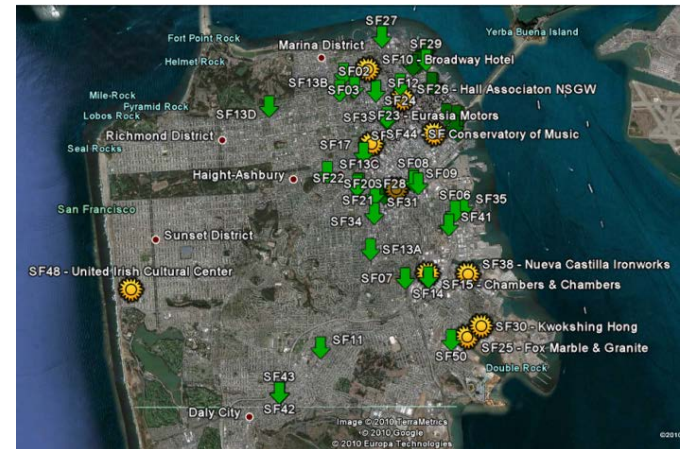 SF27
Yerba Buena Island
Fort Point Rock
Marina District
SF29
Helmet Rock
SF10 - Broadway Hotel
SF02
SF13B
SF03
SF12
SF26 - Hall Associaton NSGW
Mile-Rock
SF24
Pyramid Rock
SF13D
Lobos Rock
SF23 - Eurasia Motors
Richmond District
SF44
SF Conservatory of Music
SF17
Seal Rocks
SF13C
SF08
Haight-Ashbury
SF22
SF09
SF20
SF28
SF06
SF35
SF21
SF31
San Francisco
SF34
SF41
Sunset District
SF13A
SF48 - United Irish Cultural Center
SF38 - Nueva Castilla Ironworks
SF07
SF15 - Chambers & Chambers
SF14
SF30 - Kwokshing Hong
SF11
SF25 - Fox Marble & Granite
SF50
Double Rock
SF43
SF42
Daly City
Image © 2010 TerraMetrics
© 2010 Google
© 2010 Europa Technologies
©2010